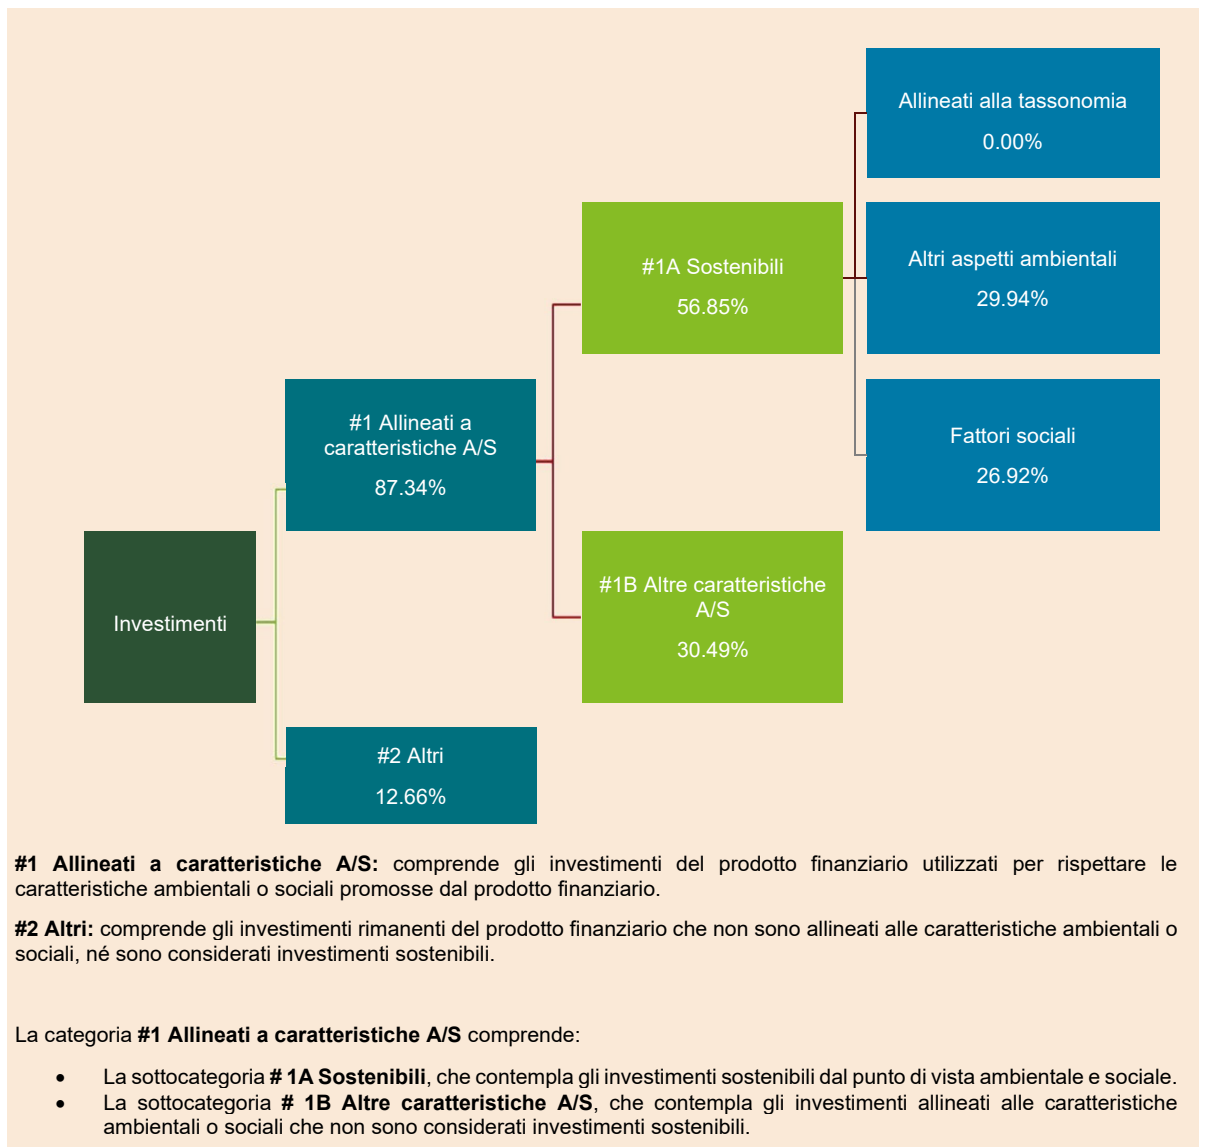 Allineati alla tassonomia
0.00%
#1A Sostenibili
56.85%
Altri aspetti ambientali
29.94%
#1 Allineati a
caratteristiche A/S
87.34%
Fattori sociali
26.92%
Investimenti
#1B Altre caratteristiche
A/S
30.49%
#2 Altri
12.66%
#1 Allineati a caratteristiche A/S: comprende gli investimenti del prodotto finanziario utilizzati per rispettare le
caratteristiche ambientali o sociali promosse dal prodotto finanziario.
#2 Altri: comprende gli investimenti rimanenti del prodotto finanziario che non sono allineati alle caratteristiche ambientali o
sociali, né sono considerati investimenti sostenibili.
La categoria #1 Allineati a caratteristiche A/S comprende:
• La sottocategoria # 1A Sostenibili, che contempla gli investimenti sostenibili dal punto di vista ambientale e sociale.
• La sottocategoria # 1B Altre caratteristiche A/S, che contempla gli investimenti allineati alle caratteristiche
ambientali o sociali che non sono considerati investimenti sostenibili.